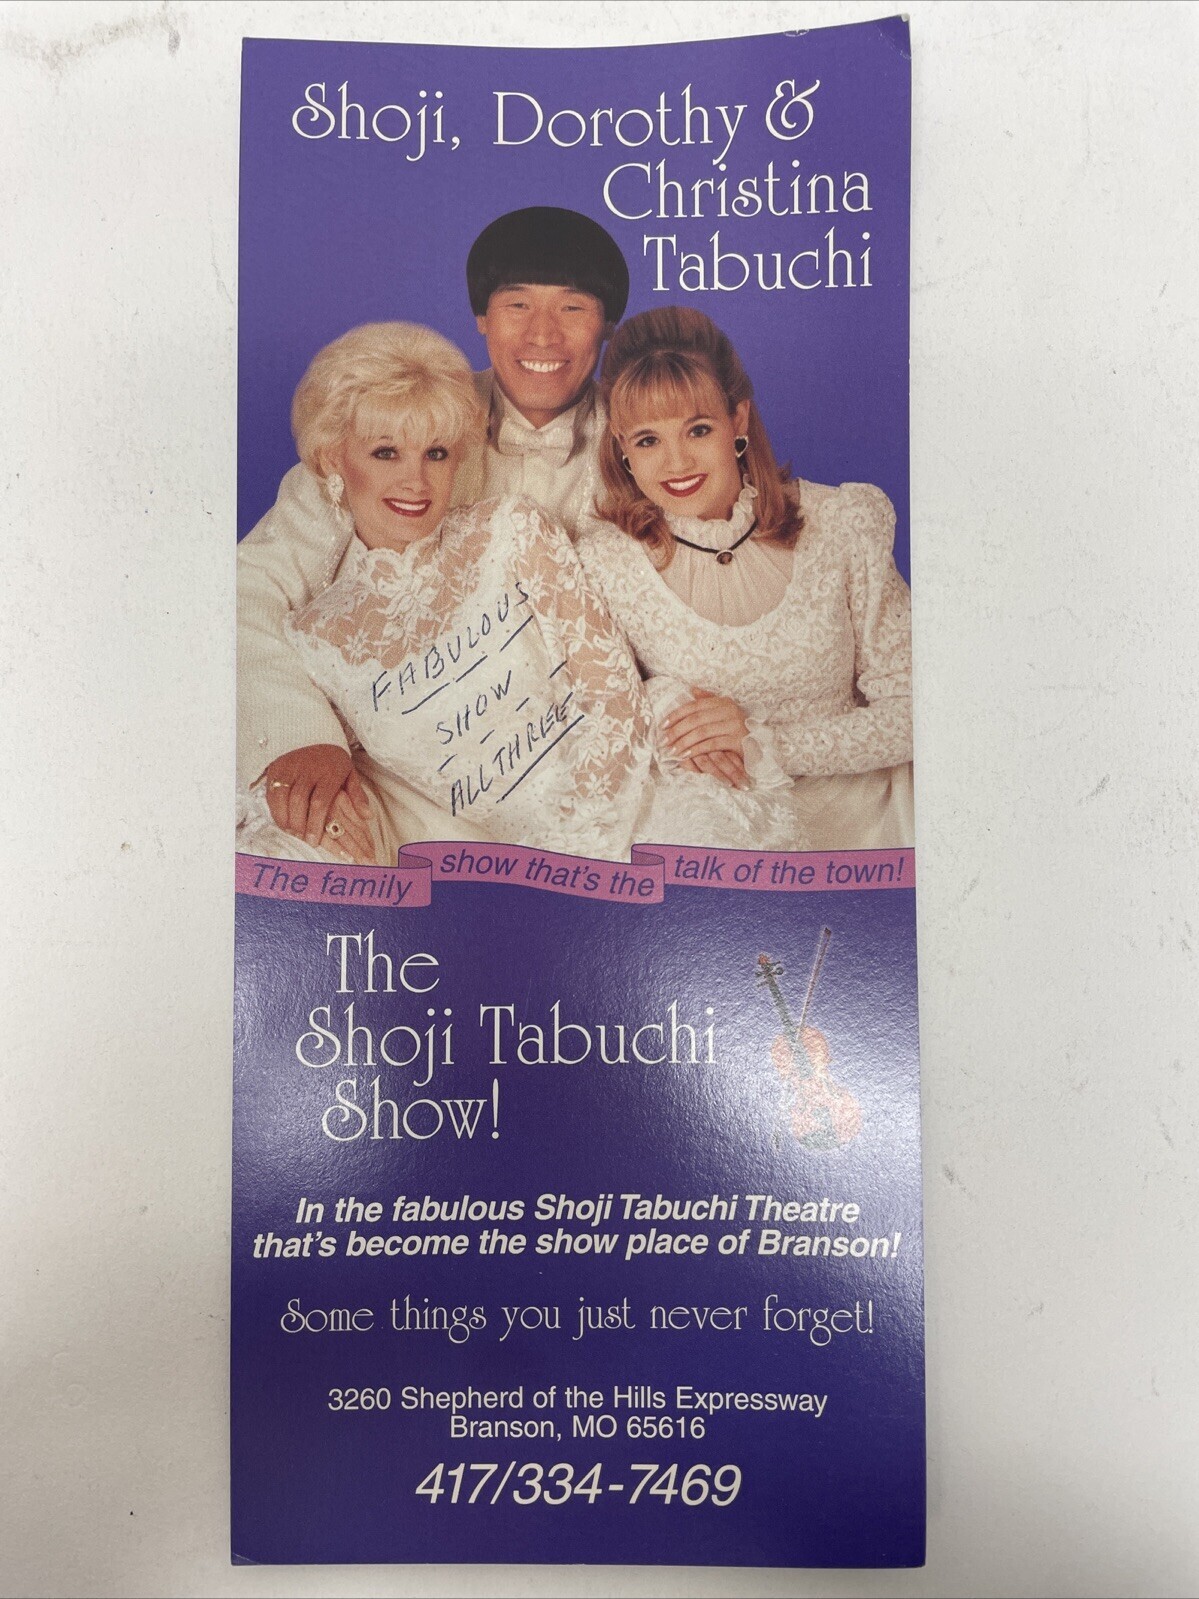 Shoji, Dorothy &
Christina
Tabuchi
FABULOUS
SHOW
ALL THREE
The family show that's the talk of the town!
The
Shoji Tabuchi
Show!
In the fabulous Shoji Tabuchi Theatre
that's become the show place of Branson!
Some things you just never forget!
3260 Shepherd of the Hills Expressway
Branson, MO 65616
417/334-7469